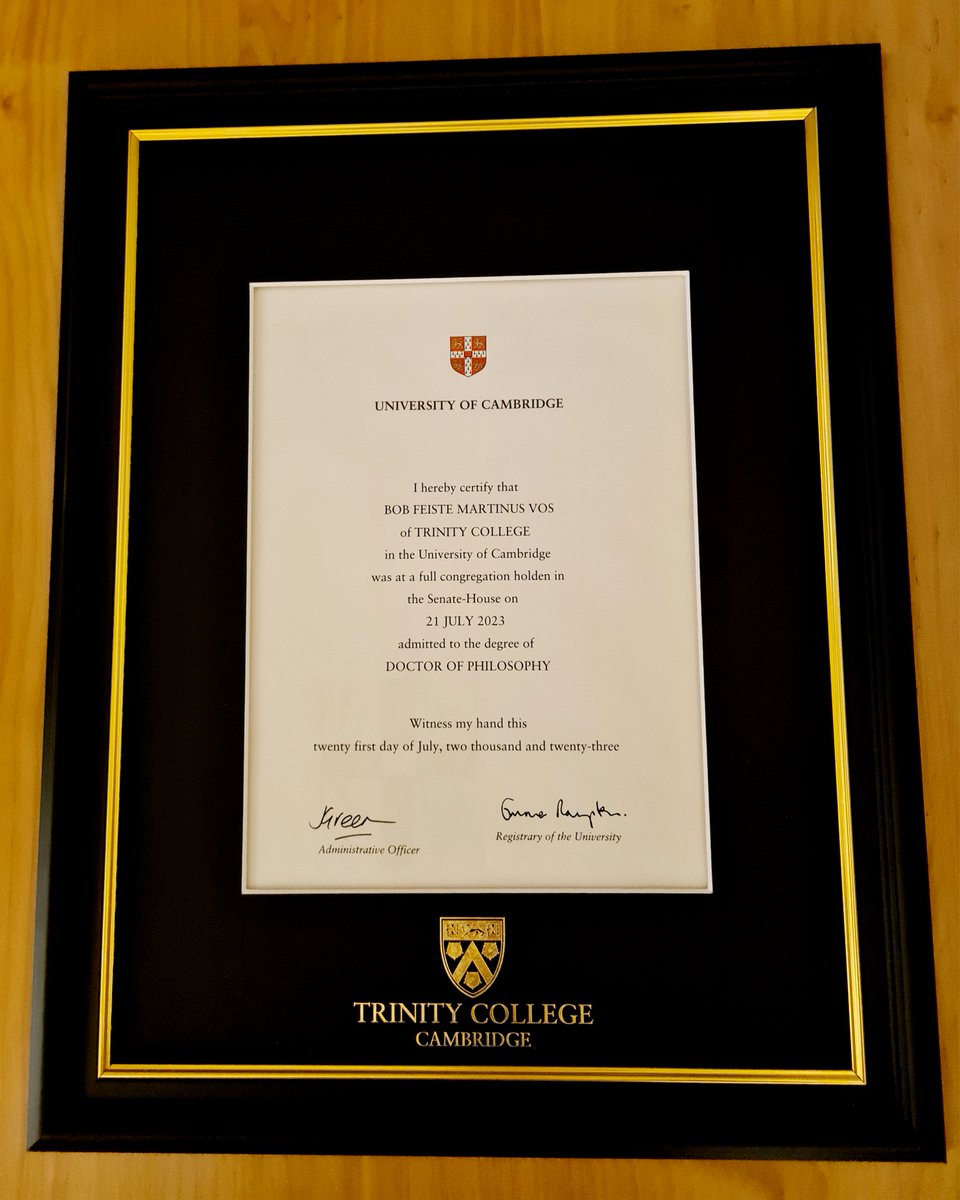 UNIVERSITY OF CAMBRIDGE
I hereby certify that
BOB FEISTE MARTINUS VOS
of TRINITY COLLEGE
in the University of Cambridge
was at a full congregation holden in
the Senate-House on
21 JULY 2023
admitted to the degree of
DOCTOR OF PHILOSOPHY
Witness my hand this
twenty first day of July, two thousand and twenty-three
Administrative Officer
Registrary of the University
TRINITY COLLEGE
CAMBRIDGE